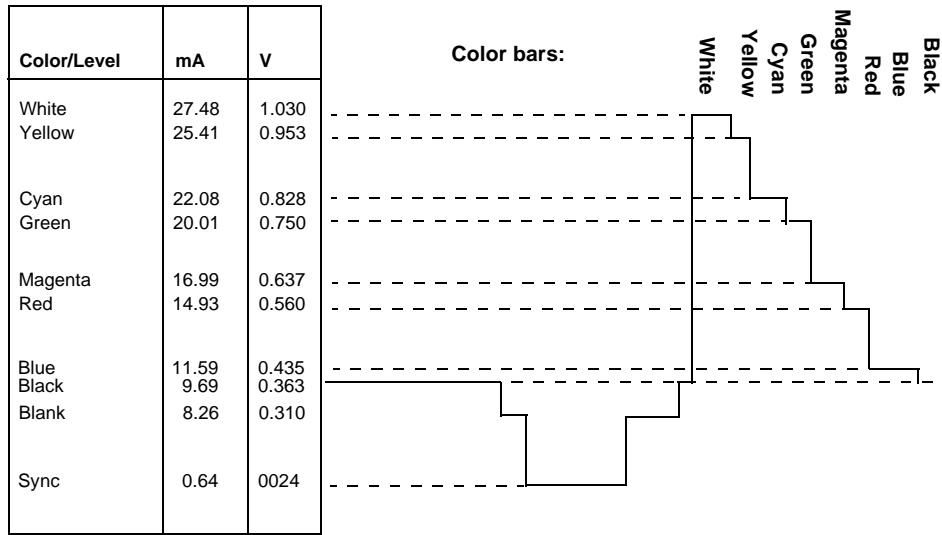 Color/Level mA V
White 27.48 1.030
Yellow 25.41 0.953
Cyan 22.08 0.828
Green 20.01 0.750
Magenta 16.99 0.637
Red 14.93 0.560
Blue 11.59 0.435
Black 9.69 0.363
Blank 8.26 0.310
Sync 0.64 0024
Color bars:
White
Yellow
Cyan
Green
Magenta
Red
Blue
Black